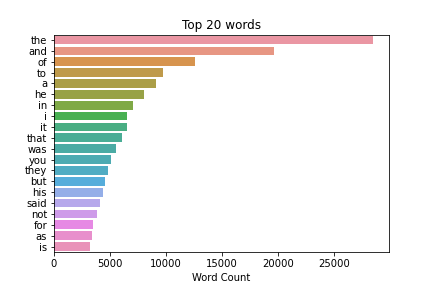 Top 20 words
the
and
of
to
a
he
in
i
it
that
was
you
they
but
his
said
not
for
as
is
0 5000 10000 15000 20000 25000
Word Count